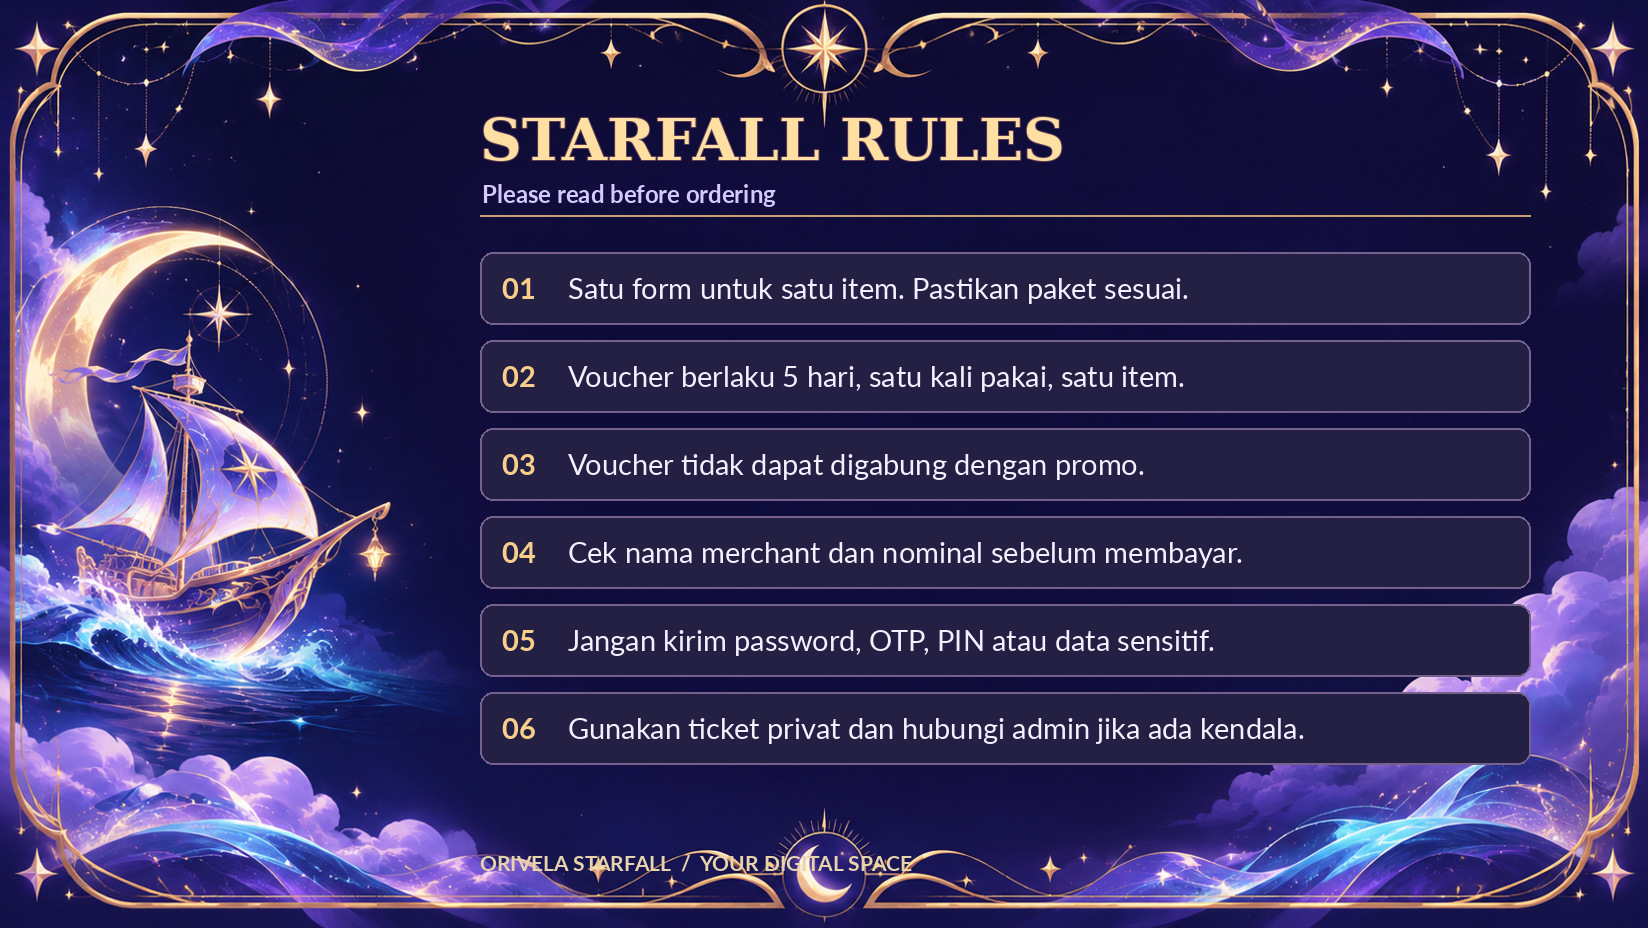 STARFALL RULES
Please read before ordering
01 Satu form untuk satu item. Pastikan paket sesuai.
02 Voucher berlaku 5 hari, satu kali pakai, satu item.
03 Voucher tidak dapat digabung dengan promo.
04 Cek nama merchant dan nominal sebelum membayar.
05 Jangan kirim password, OTP, PIN atau data sensitif.
06 Gunakan ticket privat dan hubungi admin jika ada kendala.
ORIVELA STARFALL / YOUR DIGITAL SPACE